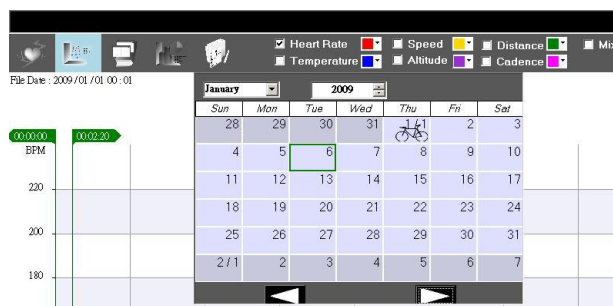 Heart Rate Speed Distance Mix
Temperature Altitude Cadence
File Date : 2009/01/01 00:01
January 2009
Sun Mon Tue Wed Thu Fri Sat
28 29 30 31 1/1 2 3
00:00:00 00:02:20
BPM
4 5 6 7 8 9 10
11 12 13 14 15 16 17
220
18 19 20 21 22 23 24
200
25 26 27 28 29 30 31
2/1 2 3 4 5 6 7
180